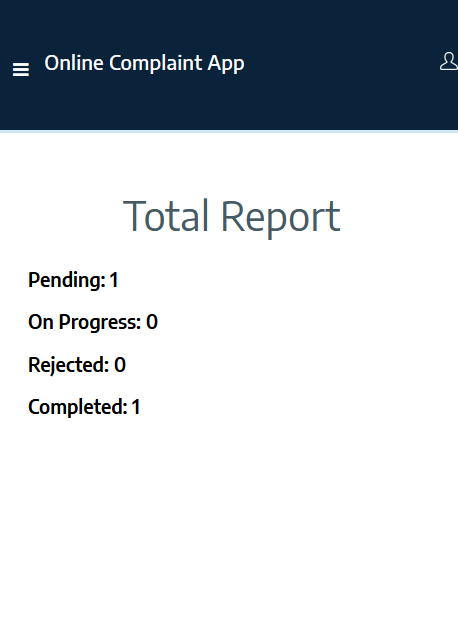 Online Complaint App
Total Report
Pending: 1
On Progress: 0
Rejected: 0
Completed: 1